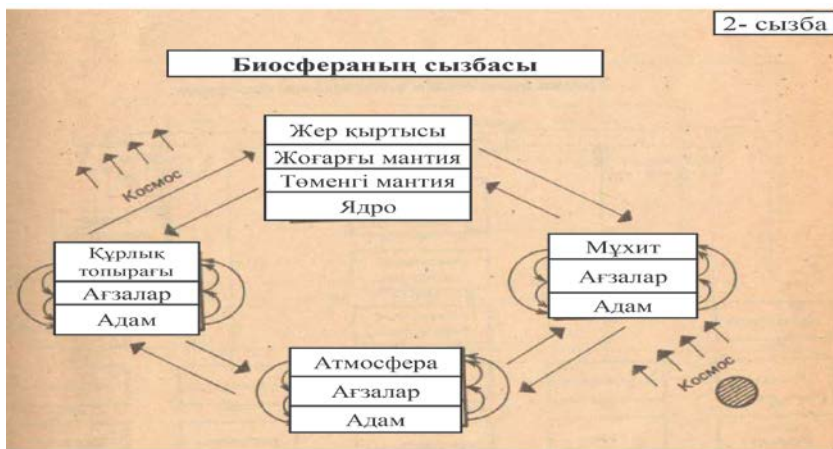 2- сызба
Биосфераның сызбасы
Жер қыртысы
Жоғарғы мантия
Төменгі мантия
Ядро
Космос
Құрлық
топырағы
Ағзалар
Адам
Мұхит
Ағзалар
Адам
Атмосфера
Ағзалар
Адам
Космос